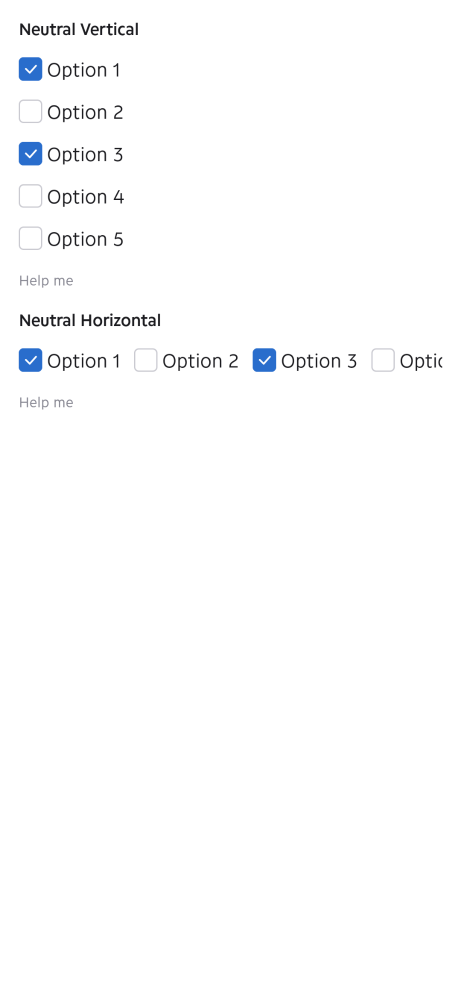 Neutral Vertical
Option 1
Option 2
Option 3
Option 4
Option 5
Help me
Neutral Horizontal
Option 1 Option 2 Option 3
Help me